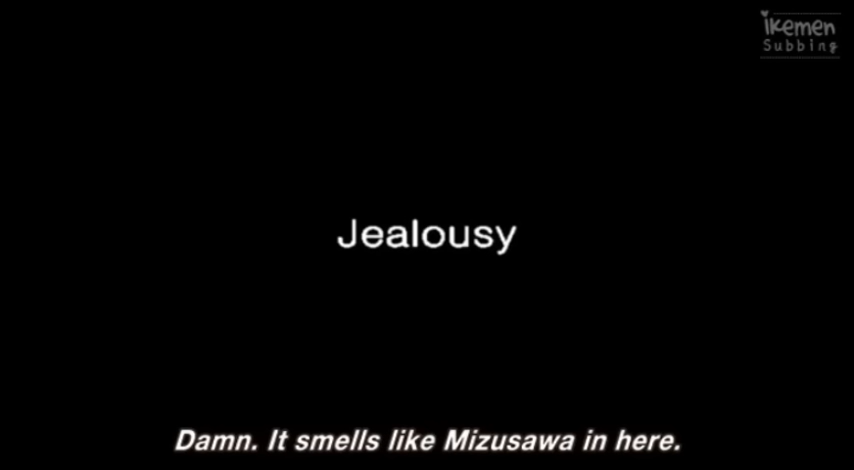 ikemen
Subbing
Jealousy
Damn. It smells like Mizusawa in here.